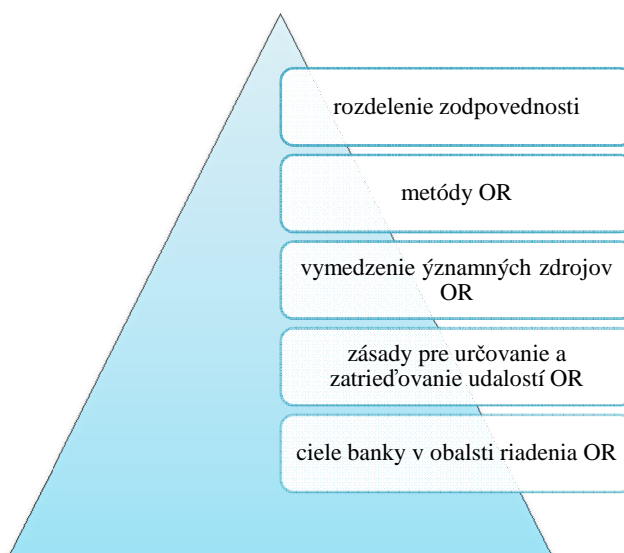 rozdelenie zodpovednosti
metódy OR
vymedzenie ýznamných zdrojov
OR
zásady pre určovanie a
zatrieďovanie udalostí OR
ciele banky v obalsti riadenia OR